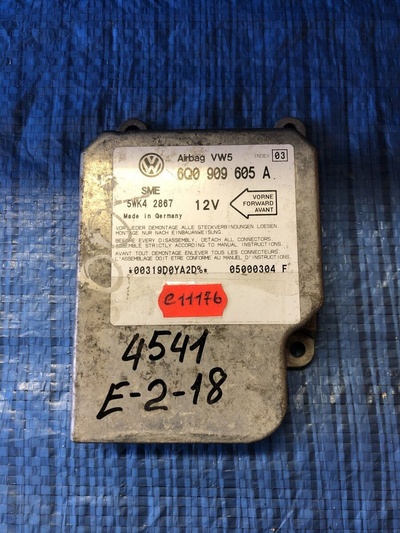 Airbag VW5 INDEX 03
6Q0 909 605 A
SME
5WK4 2867 12V
VORNE
FORWARD
AVANT
Made in Germany
VOR JEDER DEMONTAGE ALLE STECKVERBINDUNGEN LOESEN
MONTAGE NUR NACH EINBAUANWEISUNG.
BEFORE EVERY DISASSEMBLY, DETACH ALL CONNECTORS.
ASSEMBLE STRICTLY ACCORDING TO MANUAL INSTRUCTIONS.
AVANT TOUT DEMONTAGE ENLEVER TOUS LES CONNECTEURS.
L'ASSEMBLAGE DOIT ETRE CONFORME AU MANUEL D'INSTRUCTIONS
*00319D0YA2D%* 05000304 F
e11176
4541
E-2-18